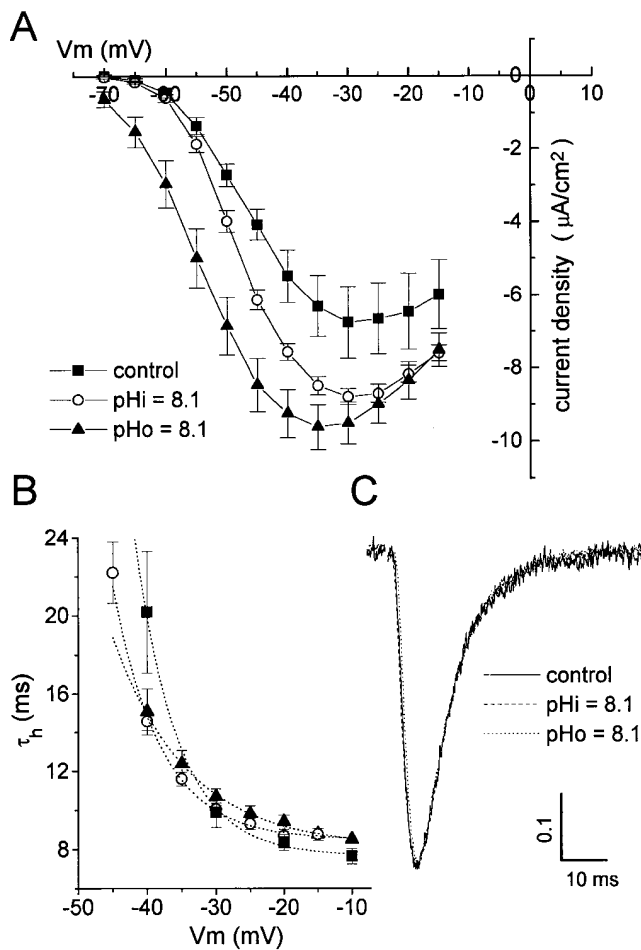 A
Vm (mV)
-70 -60 -50 -40 -30 -20 -10 0 10
0
-2
-4
-6
-8
-10
current density ( μA/cm²)
control
pHi = 8.1
pHo = 8.1
B
C
24
20
16
12
8
τh (ms)
-50 -40 -30 -20 -10
Vm (mV)
control
pHi = 8.1
pHo = 8.1
0.1
10 ms